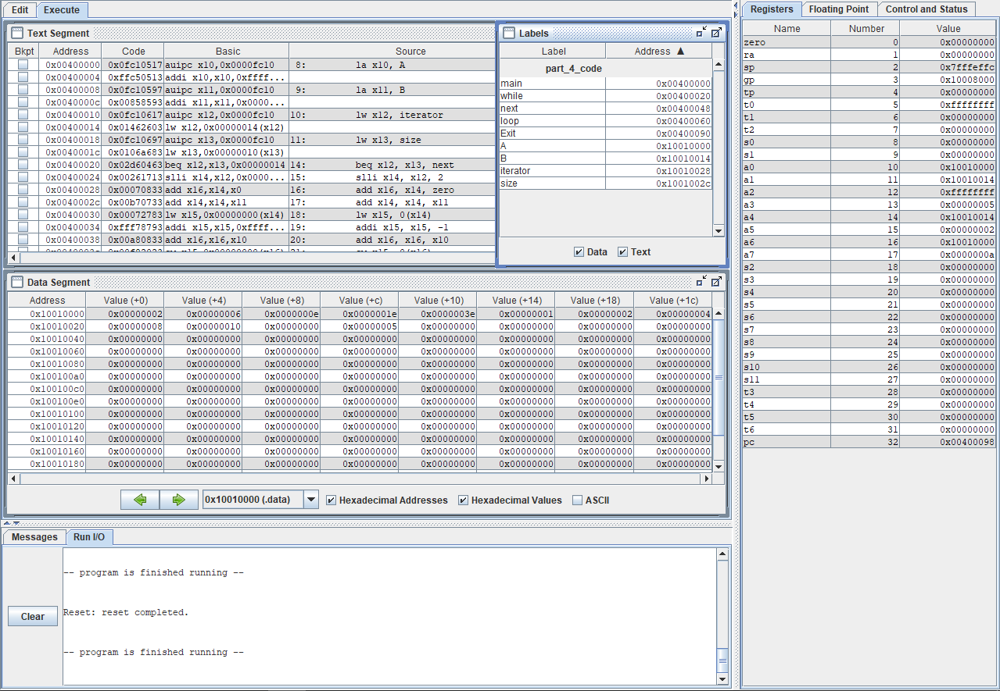 Edit Execute
Text Segment
Bkpt Address Code Basic Source
0x00400000 0x0fc10517 auipc x10,0x0000fc10 8: la x10, A
0x00400004 0xffc50513 addi x10,x10,0xffff...
0x00400008 0x0fc10597 auipc x11,0x0000fc10 9: la x11, B
0x0040000c 0x00858593 addi x11,x11,0x0000...
0x00400010 0x0fc10617 auipc x12,0x0000fc10 10: lw x12, iterator
0x00400014 0x01462603 lw x12,0x00000014(x12)
0x00400018 0x0fc10697 auipc x13,0x0000fc10 11: lw x13, size
0x0040001c 0x0106a683 lw x13,0x00000010(x13)
0x00400020 0x02d60463 beq x12,x13,0x00000014 14: beq x12, x13, next
0x00400024 0x00261713 slli x14,x12,0x0000... 15: slli x14, x12, 2
0x00400028 0x00070833 add x16,x14,x0 16: add x16, x14, zero
0x0040002c 0x00b70733 add x14,x14,x11 17: add x14, x14, x11
0x00400030 0x00072783 lw x15,0x00000000(x14) 18: lw x15, 0(x14)
0x00400034 0xfff78793 addi x15,x15,0xffff... 19: addi x15, x15, -1
0x00400038 0x00a80833 add x16,x16,x10 20: add x16, x16, x10
Labels
Label Address ▲
part_4_code
main 0x00400000
while 0x00400020
next 0x00400048
loop 0x00400060
Exit 0x00400090
A 0x10010000
B 0x10010014
iterator 0x10010028
size 0x1001002c
Data Text
Data Segment
Address Value (+0) Value (+4) Value (+8) Value (+c) Value (+10) Value (+14) Value (+18) Value (+1c)
0x10010000 0x00000002 0x00000006 0x0000000e 0x0000001e 0x0000003e 0x00000001 0x00000002 0x00000004
0x10010020 0x00000008 0x00000010 0x00000000 0x00000005 0x00000000 0x00000000 0x00000000 0x00000000
0x10010040 0x00000000 0x00000000 0x00000000 0x00000000 0x00000000 0x00000000 0x00000000 0x00000000
0x10010060 0x00000000 0x00000000 0x00000000 0x00000000 0x00000000 0x00000000 0x00000000 0x00000000
0x10010080 0x00000000 0x00000000 0x00000000 0x00000000 0x00000000 0x00000000 0x00000000 0x00000000
0x100100a0 0x00000000 0x00000000 0x00000000 0x00000000 0x00000000 0x00000000 0x00000000 0x00000000
0x100100c0 0x00000000 0x00000000 0x00000000 0x00000000 0x00000000 0x00000000 0x00000000 0x00000000
0x100100e0 0x00000000 0x00000000 0x00000000 0x00000000 0x00000000 0x00000000 0x00000000 0x00000000
0x10010100 0x00000000 0x00000000 0x00000000 0x00000000 0x00000000 0x00000000 0x00000000 0x00000000
0x10010120 0x00000000 0x00000000 0x00000000 0x00000000 0x00000000 0x00000000 0x00000000 0x00000000
0x10010140 0x00000000 0x00000000 0x00000000 0x00000000 0x00000000 0x00000000 0x00000000 0x00000000
0x10010160 0x00000000 0x00000000 0x00000000 0x00000000 0x00000000 0x00000000 0x00000000 0x00000000
0x10010180 0x00000000 0x00000000 0x00000000 0x00000000 0x00000000 0x00000000 0x00000000 0x00000000
0x10010000 (.data) Hexadecimal Addresses Hexadecimal Values ASCII
Messages Run I/O
-- program is finished running --
Reset: reset completed.
-- program is finished running --
Clear
Registers Floating Point Control and Status
Name Number Value
zero 0 0x00000000
ra 1 0x00000000
sp 2 0x7fffeffc
gp 3 0x10008000
tp 4 0x00000000
t0 5 0xffffffff
t1 6 0x00000000
t2 7 0x00000000
s0 8 0x00000000
s1 9 0x00000000
a0 10 0x10010000
a1 11 0x10010014
a2 12 0xffffffff
a3 13 0x00000005
a4 14 0x10010014
a5 15 0x00000002
a6 16 0x10010000
a7 17 0x0000000a
s2 18 0x00000000
s3 19 0x00000000
s4 20 0x00000000
s5 21 0x00000000
s6 22 0x00000000
s7 23 0x00000000
s8 24 0x00000000
s9 25 0x00000000
s10 26 0x00000000
s11 27 0x00000000
t3 28 0x00000000
t4 29 0x00000000
t5 30 0x00000000
t6 31 0x00000000
pc 32 0x00400098